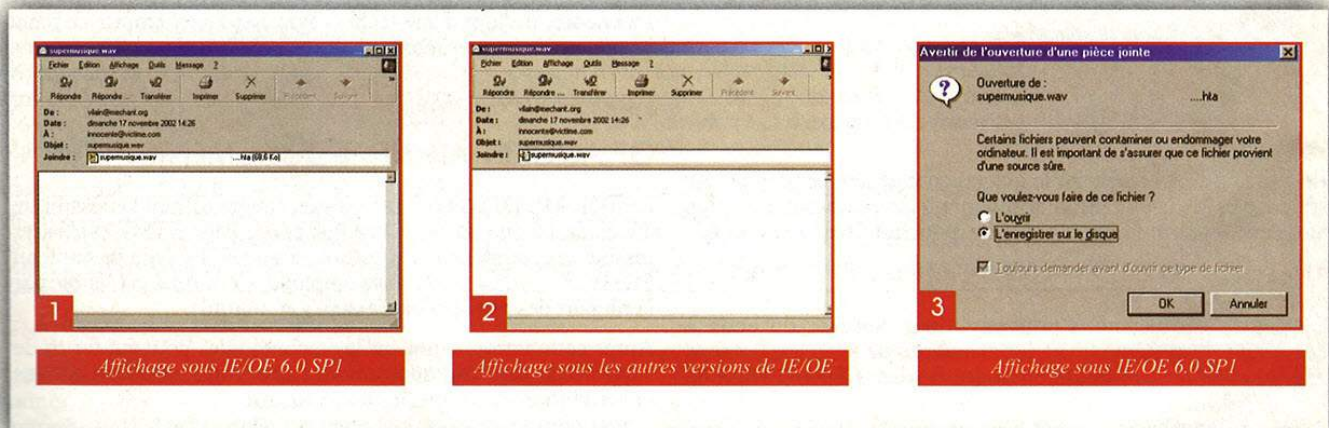 supermusique.wav
Fichier Edition Affichage Outils Message ?
Répondre Répondre ... Transférer Imprimer Supprimer Précédent Suivant »
De : vilain@mechant.org
Date : dimanche 17 novembre 2002 14:26
À : innocente@victime.com
Objet : supermusique.wav
Joindre : supermusique.wav ....hta (69,6 Ko)
1
Affichage sous IE/OE 6.0 SP1
supermusique.wav
Fichier Edition Affichage Outils Message ?
Répondre Répondre ... Transférer Imprimer Supprimer Précédent Suivant »
De : vilain@mechant.org
Date : dimanche 17 novembre 2002 14:26
À : innocente@victime.com
Objet : supermusique.wav
Joindre : supermusique.wav
2
Affichage sous les autres versions de IE/OE
Avertir de l'ouverture d'une pièce jointe
Ouverture de :
supermusique.wav ....hta
Certains fichiers peuvent contaminer ou endommager votre
ordinateur. Il est important de s'assurer que ce fichier provient
d'une source sûre.
Que voulez-vous faire de ce fichier ?
L'ouvrir
L'enregistrer sur le disque
Toujours demander avant d'ouvrir ce type de fichier
OK Annuler
3
Affichage sous IE/OE 6.0 SP1